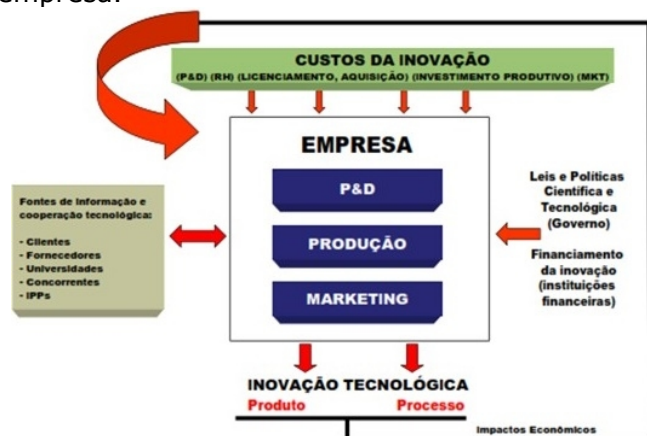 empresa.
CUSTOS DA INOVAÇÃO
(P&D) (RH) (LICENCIAMENTO, AQUISIÇÃO) (INVESTIMENTO PRODUTIVO) (MKT)
EMPRESA
P&D
PRODUÇÃO
MARKETING
Fontes de Informação e
cooperação tecnológica:
- Clientes
- Fornecedores
- Universidades
- Concorrentes
- IPPs
Leis e Políticas
Científica e
Tecnológica
(Governo)
Financiamento
da inovação
(instituições
financeiras)
INOVAÇÃO TECNOLÓGICA
Produto Processo
Impactos Econômicos